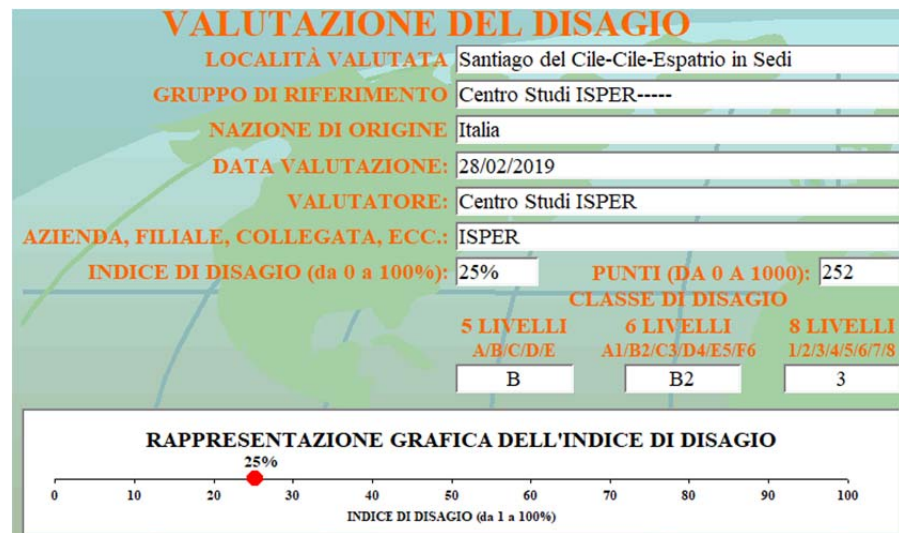 VALUTAZIONE DEL DISAGIO
LOCALITÀ VALUTATA Santiago del Cile-Cile-Espatrio in Sedi
GRUPPO DI RIFERIMENTO Centro Studi ISPER-----
NAZIONE DI ORIGINE Italia
DATA VALUTAZIONE: 28/02/2019
VALUTATORE: Centro Studi ISPER
AZIENDA, FILIALE, COLLEGATA, ECC.: ISPER
INDICE DI DISAGIO (da 0 a 100%): 25% PUNTI (DA 0 A 1000): 252
CLASSE DI DISAGIO
5 LIVELLI 6 LIVELLI 8 LIVELLI
A/B/C/D/E A1/B2/C3/D4/E5/F6 1/2/3/4/5/6/7/8
B B2 3
RAPPRESENTAZIONE GRAFICA DELL'INDICE DI DISAGIO
25%
0 10 20 30 40 50 60 70 80 90 100
INDICE DI DISAGIO (da 1 a 100%)